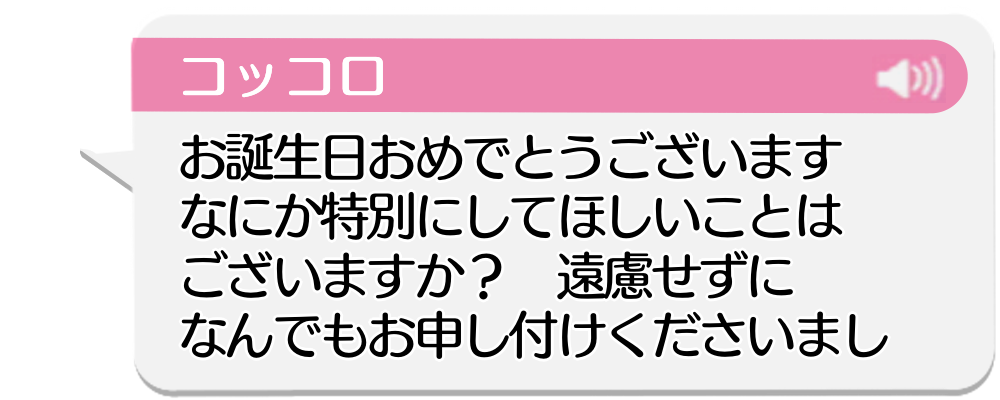 コッコロ
お誕生日おめでとうございます
なにか特別にしてほしいことは
ございますか？　遠慮せずに
なんでもお申し付けくださいまし